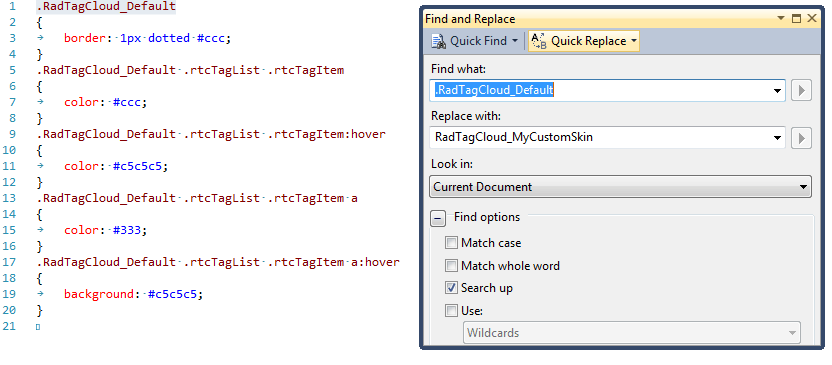 1 .RadTagCloud_Default
2 {
3 border: 1px dotted #ccc;
4 }
5 .RadTagCloud_Default .rtcTagList .rtcTagItem
6 {
7 color: #ccc;
8 }
9 .RadTagCloud_Default .rtcTagList .rtcTagItem:hover
10 {
11 color: #c5c5c5;
12 }
13 .RadTagCloud_Default .rtcTagList .rtcTagItem a
14 {
15 color: #333;
16 }
17 .RadTagCloud_Default .rtcTagList .rtcTagItem a:hover
18 {
19 background: #c5c5c5;
20 }
21
Find and Replace
Quick Find Quick Replace
Find what:
.RadTagCloud_Default
Replace with:
RadTagCloud_MyCustomSkin
Look in:
Current Document
Find options
Match case
Match whole word
Search up
Use:
Wildcards